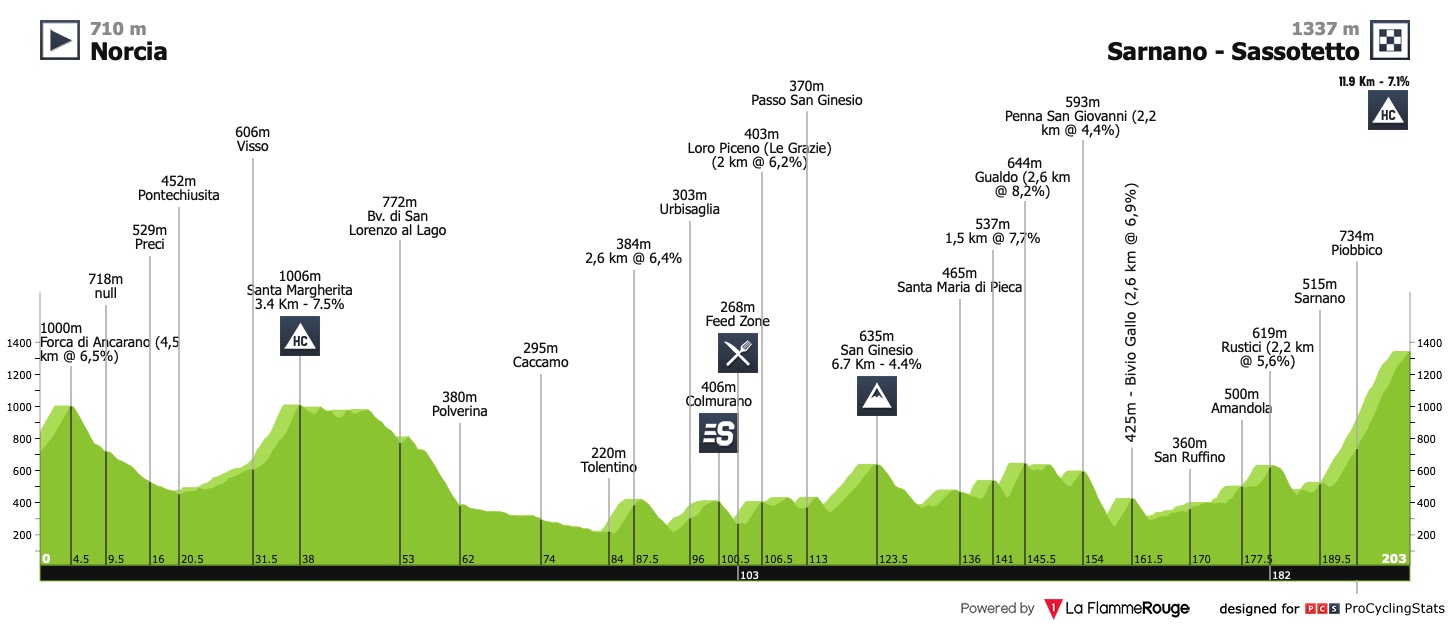 710 m
Norcia
1337 m
Sarnano - Sassotetto
11.9 Km - 7.1%
HC
1000m
Forca di Ancarano (4,5
km @ 6,5%)
718m
null
529m
Preci
452m
Pontechiusita
606m
Visso
1006m
Santa Margherita
3.4 Km - 7.5%
HC
772m
Bv. di San
Lorenzo al Lago
380m
Polverina
295m
Caccamo
220m
Tolentino
384m
2,6 km @ 6,4%
303m
Urbisaglia
406m
Colmurano
S
268m
Feed Zone
403m
Loro Piceno (Le Grazie)
(2 km @ 6,2%)
370m
Passo San Ginesio
635m
San Ginesio
6.7 Km - 4.4%
465m
Santa Maria di Pieca
537m
1,5 km @ 7,7%
644m
Gualdo (2,6 km
@ 8,2%)
593m
Penna San Giovanni (2,2
km @ 4,4%)
425m - Bivio Gallo (2,6 km @ 6,9%)
360m
San Ruffino
500m
Amandola
619m
Rustici (2,2 km
@ 5,6%)
515m
Sarnano
734m
Piobbico
1400
1200
1000
800
600
400
200
1400
1200
1000
800
600
400
200
0 4.5 9.5 16 20.5 31.5 38 53 62 74 84 87.5 96 100.5 106.5 113 123.5 136 141 145.5 154 161.5 170 177.5 189.5 203
103 182
Powered by La FlammeRouge designed for PCS ProCyclingStats